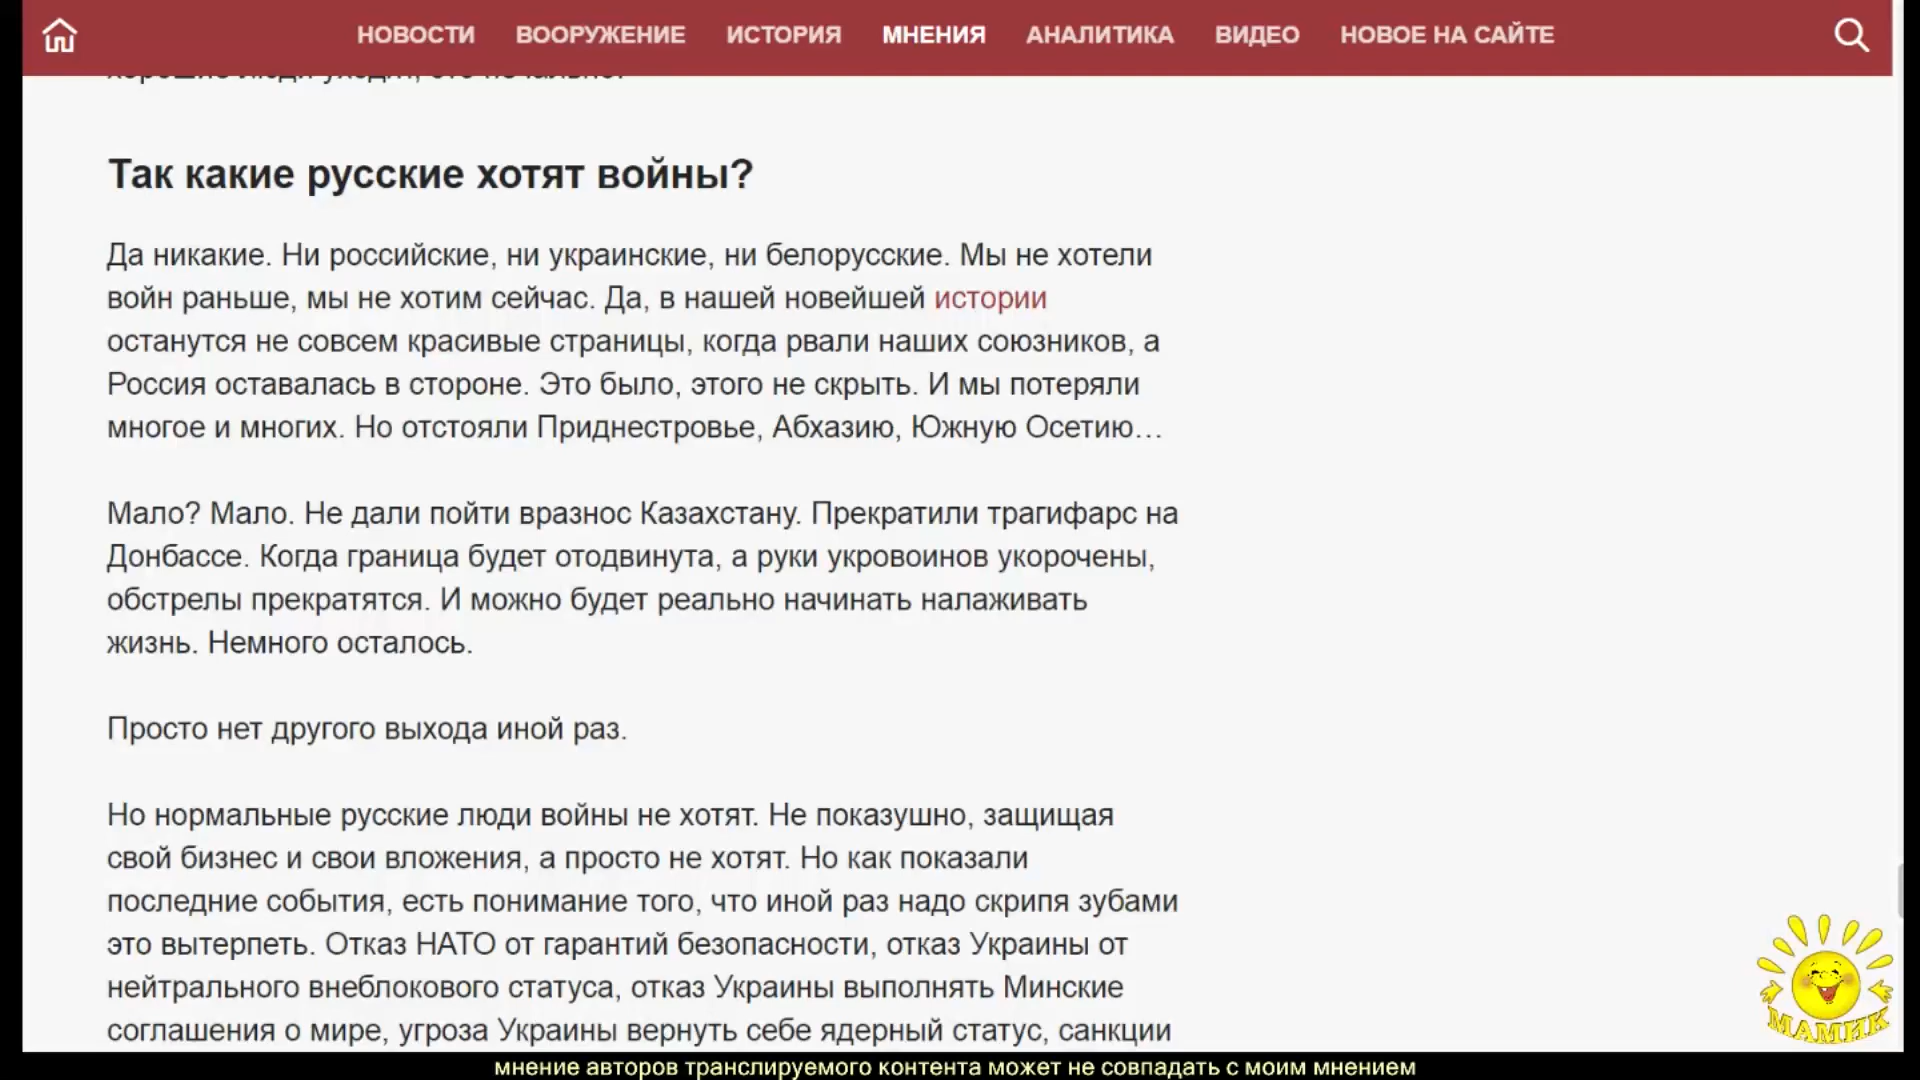 НОВОСТИ ВООРУЖЕНИЕ ИСТОРИЯ МНЕНИЯ АНАЛИТИКА ВИДЕО НОВОЕ НА САЙТЕ
Так какие русские хотят войны?
Да никакие. Ни российские, ни украинские, ни белорусские. Мы не хотели
войн раньше, мы не хотим сейчас. Да, в нашей новейшей истории
останутся не совсем красивые страницы, когда рвали наших союзников, а
Россия оставалась в стороне. Это было, этого не скрыть. И мы потеряли
многое и многих. Но отстояли Приднестровье, Абхазию, Южную Осетию…
Мало? Мало. Не дали пойти вразнос Казахстану. Прекратили трагифарс на
Донбассе. Когда граница будет отодвинута, а руки укровоинов укорочены,
обстрелы прекратятся. И можно будет реально начинать налаживать
жизнь. Немного осталось.
Просто нет другого выхода иной раз.
Но нормальные русские люди войны не хотят. Не показушно, защищая
свой бизнес и свои вложения, а просто не хотят. Но как показали
последние события, есть понимание того, что иной раз надо скрипя зубами
это вытерпеть. Отказ НАТО от гарантий безопасности, отказ Украины от
нейтрального внеблокового статуса, отказ Украины выполнять Минские
соглашения о мире, угроза Украины вернуть себе ядерный статус, санкции
МАМИК
мнение авторов транслируемого контента может не совпадать с моим мнением